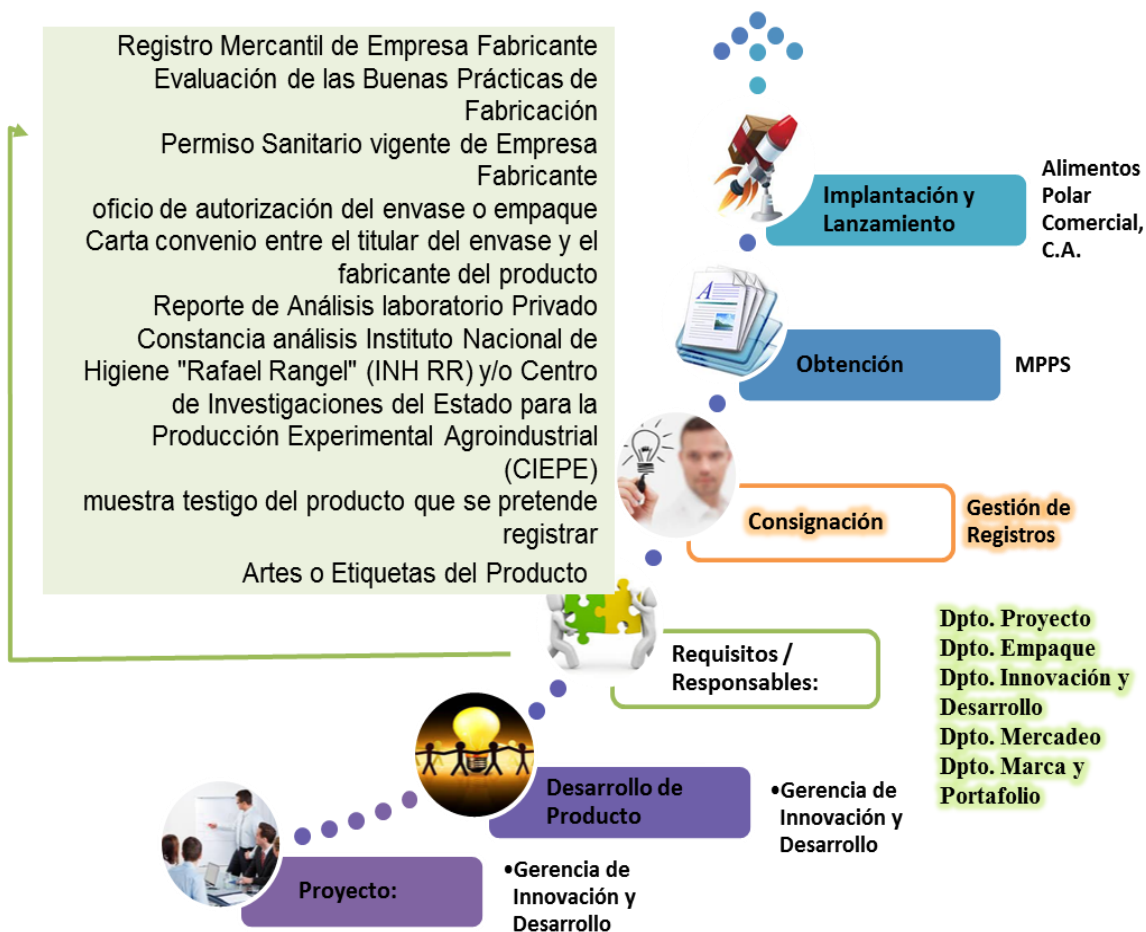 Registro Mercantil de Empresa Fabricante
Evaluación de las Buenas Prácticas de
Fabricación
Permiso Sanitario vigente de Empresa
Fabricante
oficio de autorización del envase o empaque
Carta convenio entre el titular del envase y el
fabricante del producto
Reporte de Análisis laboratorio Privado
Constancia análisis Instituto Nacional de
Higiene "Rafael Rangel" (INH RR) y/o Centro
de Investigaciones del Estado para la
Producción Experimental Agroindustrial
(CIEPE)
muestra testigo del producto que se pretende
registrar
Artes o Etiquetas del Producto
Implantación y
Lanzamiento
Alimentos
Polar
Comercial,
C.A.
A
Obtención
MPPS
Consignación
Gestión de
Registros
Requisitos /
Responsables:
Dpto. Proyecto
Dpto. Empaque
Dpto. Innovación y
Desarrollo
Dpto. Mercadeo
Dpto. Marca y
Portafolio
Desarrollo de
Producto
•Gerencia de
Innovación y
Desarrollo
Proyecto:
•Gerencia de
Innovación y
Desarrollo